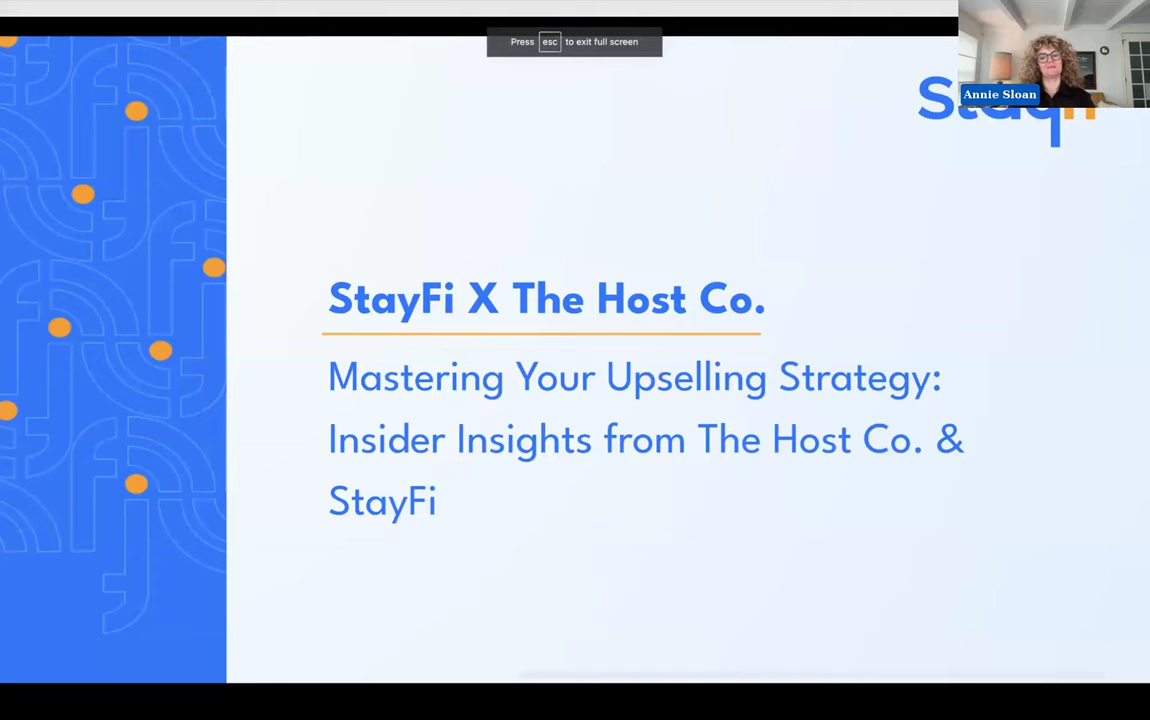 Press esc to exit full screen
Annie Sloan
StayFi X The Host Co.
Mastering Your Upselling Strategy:
Insider Insights from The Host Co. &
StayFi